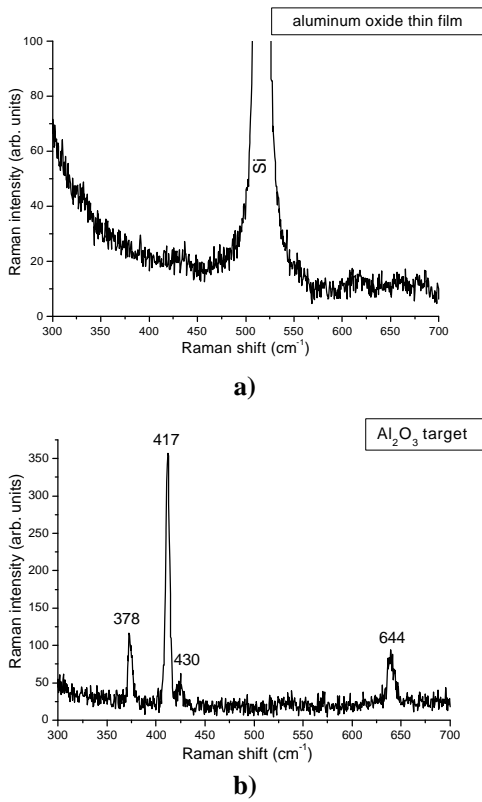 aluminum oxide thin film
100
80
60
40
20
0
Raman intensity (arb. units)
Si
300 350 400 450 500 550 600 650 700
Raman shift (cm⁻¹)
a)
Al₂O₃ target
417
378
430
644
350
300
250
200
150
100
50
0
Raman intensity (arb. units)
300 350 400 450 500 550 600 650 700
Raman shift (cm⁻¹)
b)